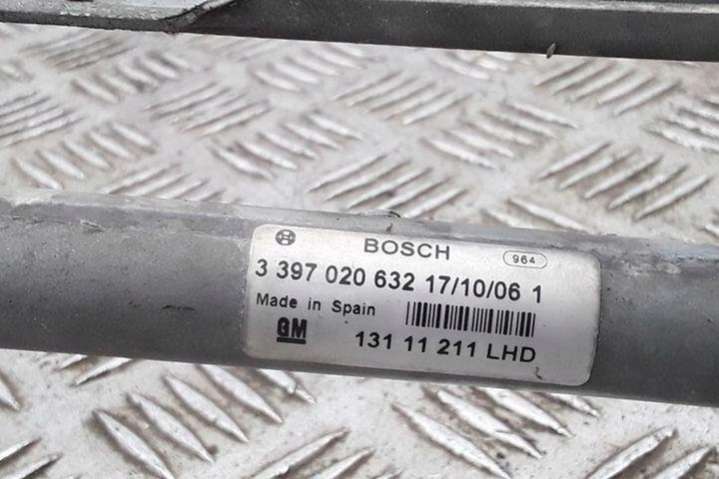 BOSCH 964
3 397 020 632 17/10/06 1
Made in Spain
GM 131 11 211 LHD